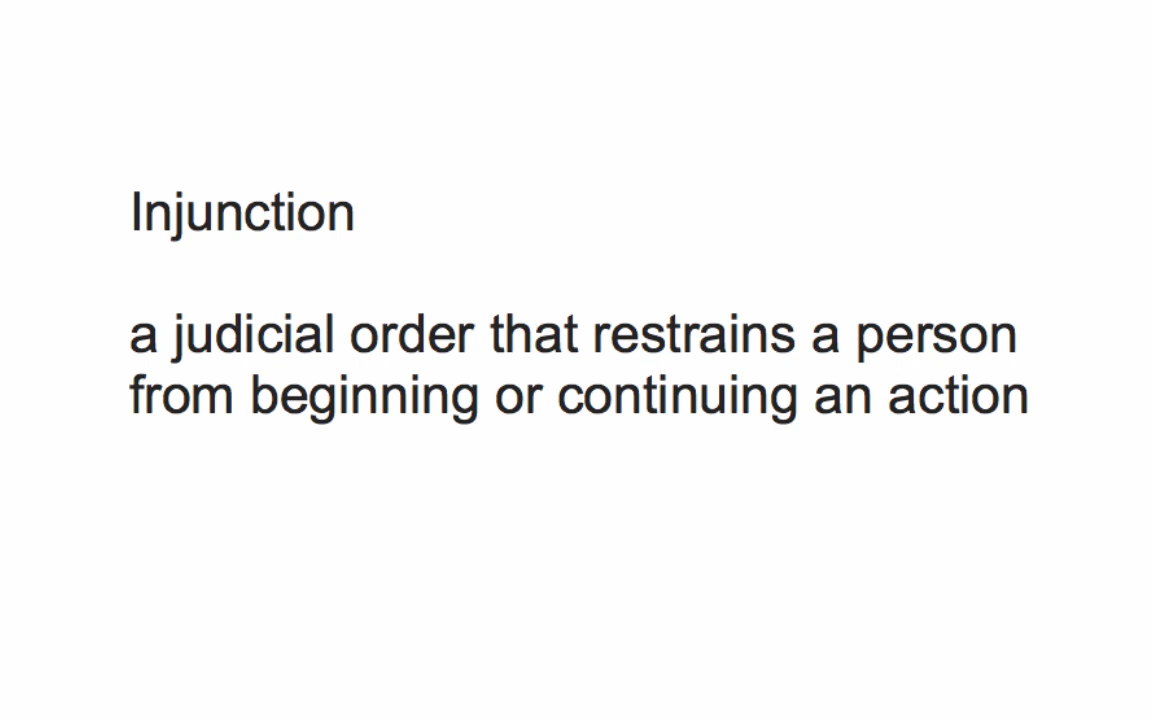 Injunction
a judicial order that restrains a person
from beginning or continuing an action